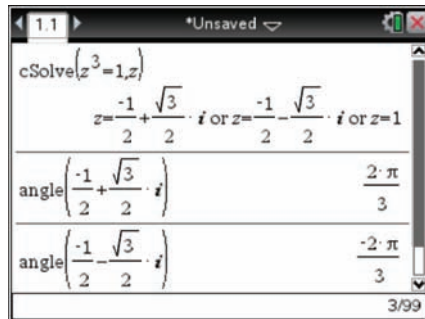 1.1 *Unsaved
cSolve(z³=1,z)
z=-1/2+√3/2·i or z=-1/2-√3/2·i or z=1
angle(-1/2+√3/2·i) 2·π/3
angle(-1/2-√3/2·i) -2·π/3
3/99